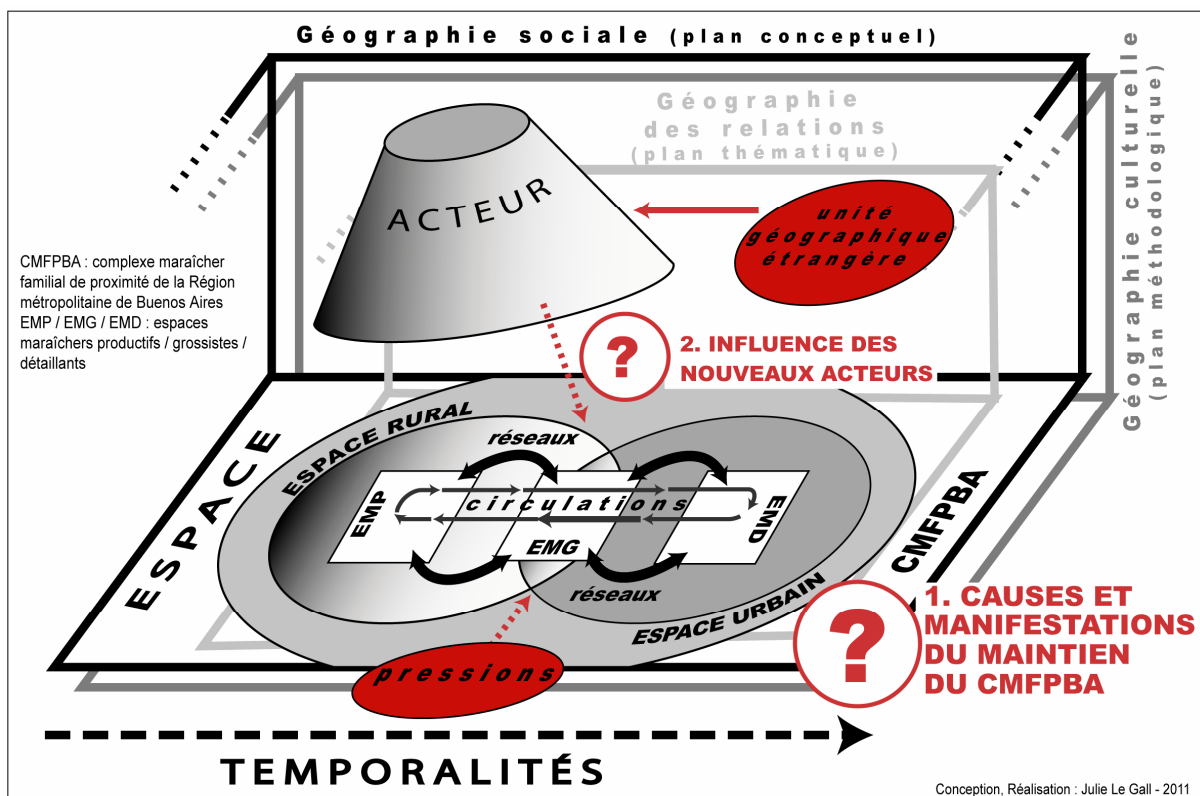 Géographie sociale (plan conceptuel)
Géographie culturelle
(plan méthodologique)
Géographie
des relations
(plan thématique)
ACTEUR
unité
géographique
étrangère
CMFPBA : complexe maraîcher
familial de proximité de la Région
métropolitaine de Buenos Aires
EMP / EMG / EMD : espaces
maraîchers productifs / grossistes /
détaillants
?
2. INFLUENCE DES
NOUVEAUX ACTEURS
ESPACE
ESPACE RURAL
réseaux
circulations
EMP
EMG
EMD
réseaux
ESPACE URBAIN
CMFPBA
pressions
?
1. CAUSES ET
MANIFESTATIONS
DU MAINTIEN
DU CMFPBA
TEMPORALITÉS
Conception, Réalisation : Julie Le Gall - 2011